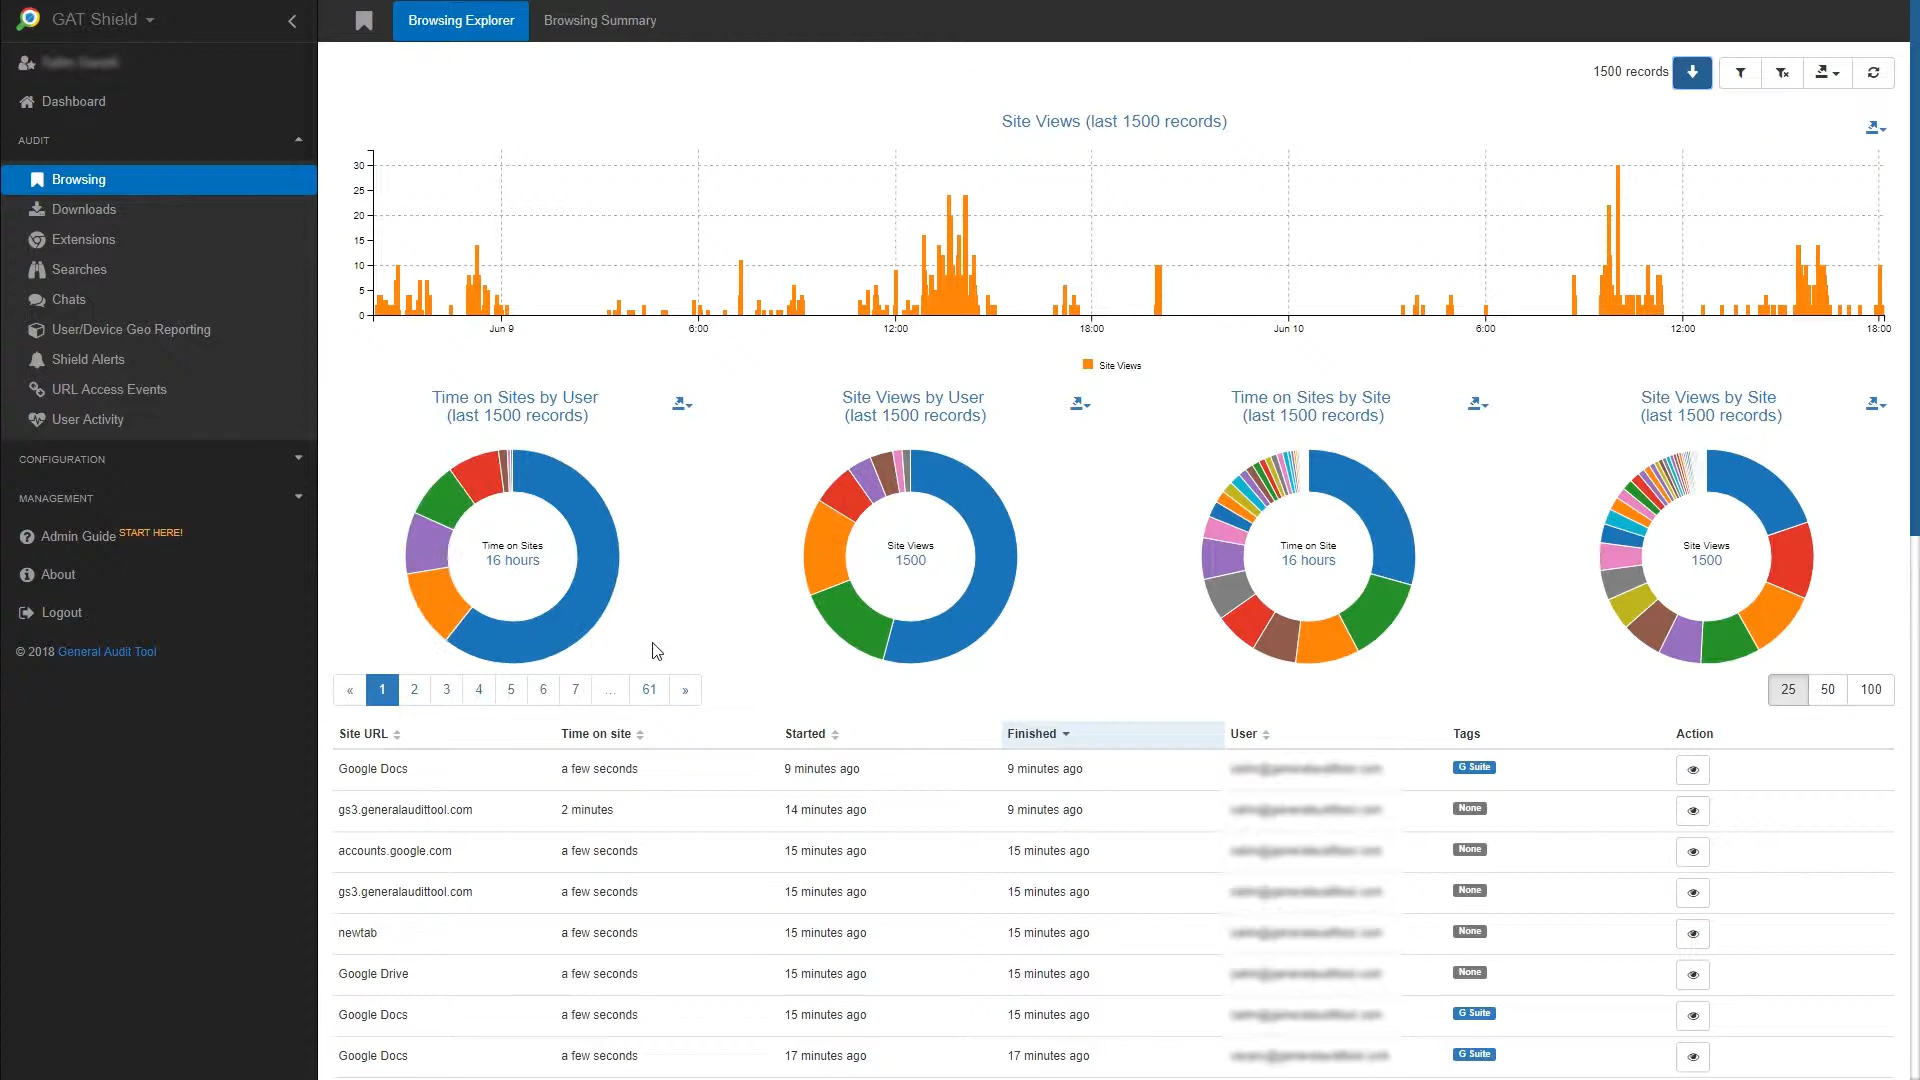 GAT Shield
Browsing Explorer
Browsing Summary
Dashboard
AUDIT
Browsing
Downloads
Extensions
Searches
Chats
User/Device Geo Reporting
Shield Alerts
URL Access Events
User Activity
CONFIGURATION
MANAGEMENT
Admin Guide START HERE!
About
Logout
© 2018 General Audit Tool
1500 records
Site Views (last 1500 records)
30
25
20
15
10
5
0
Jun 9
6:00
12:00
18:00
Jun 10
6:00
12:00
18:00
Site Views
Time on Sites by User
(last 1500 records)
Site Views by User
(last 1500 records)
Time on Sites by Site
(last 1500 records)
Site Views by Site
(last 1500 records)
Time on Sites
16 hours
Site Views
1500
Time on Site
16 hours
Site Views
1500
« 1 2 3 4 5 6 7 ... 61 »
25 50 100
Site URL Time on site Started Finished User Tags Action
Google Docs a few seconds 9 minutes ago 9 minutes ago G Suite
gs3.generalaudittool.com 2 minutes 14 minutes ago 9 minutes ago None
accounts.google.com a few seconds 15 minutes ago 15 minutes ago None
gs3.generalaudittool.com a few seconds 15 minutes ago 15 minutes ago None
newtab a few seconds 15 minutes ago 15 minutes ago None
Google Drive a few seconds 15 minutes ago 15 minutes ago None
Google Docs a few seconds 15 minutes ago 15 minutes ago G Suite
Google Docs a few seconds 17 minutes ago 17 minutes ago G Suite